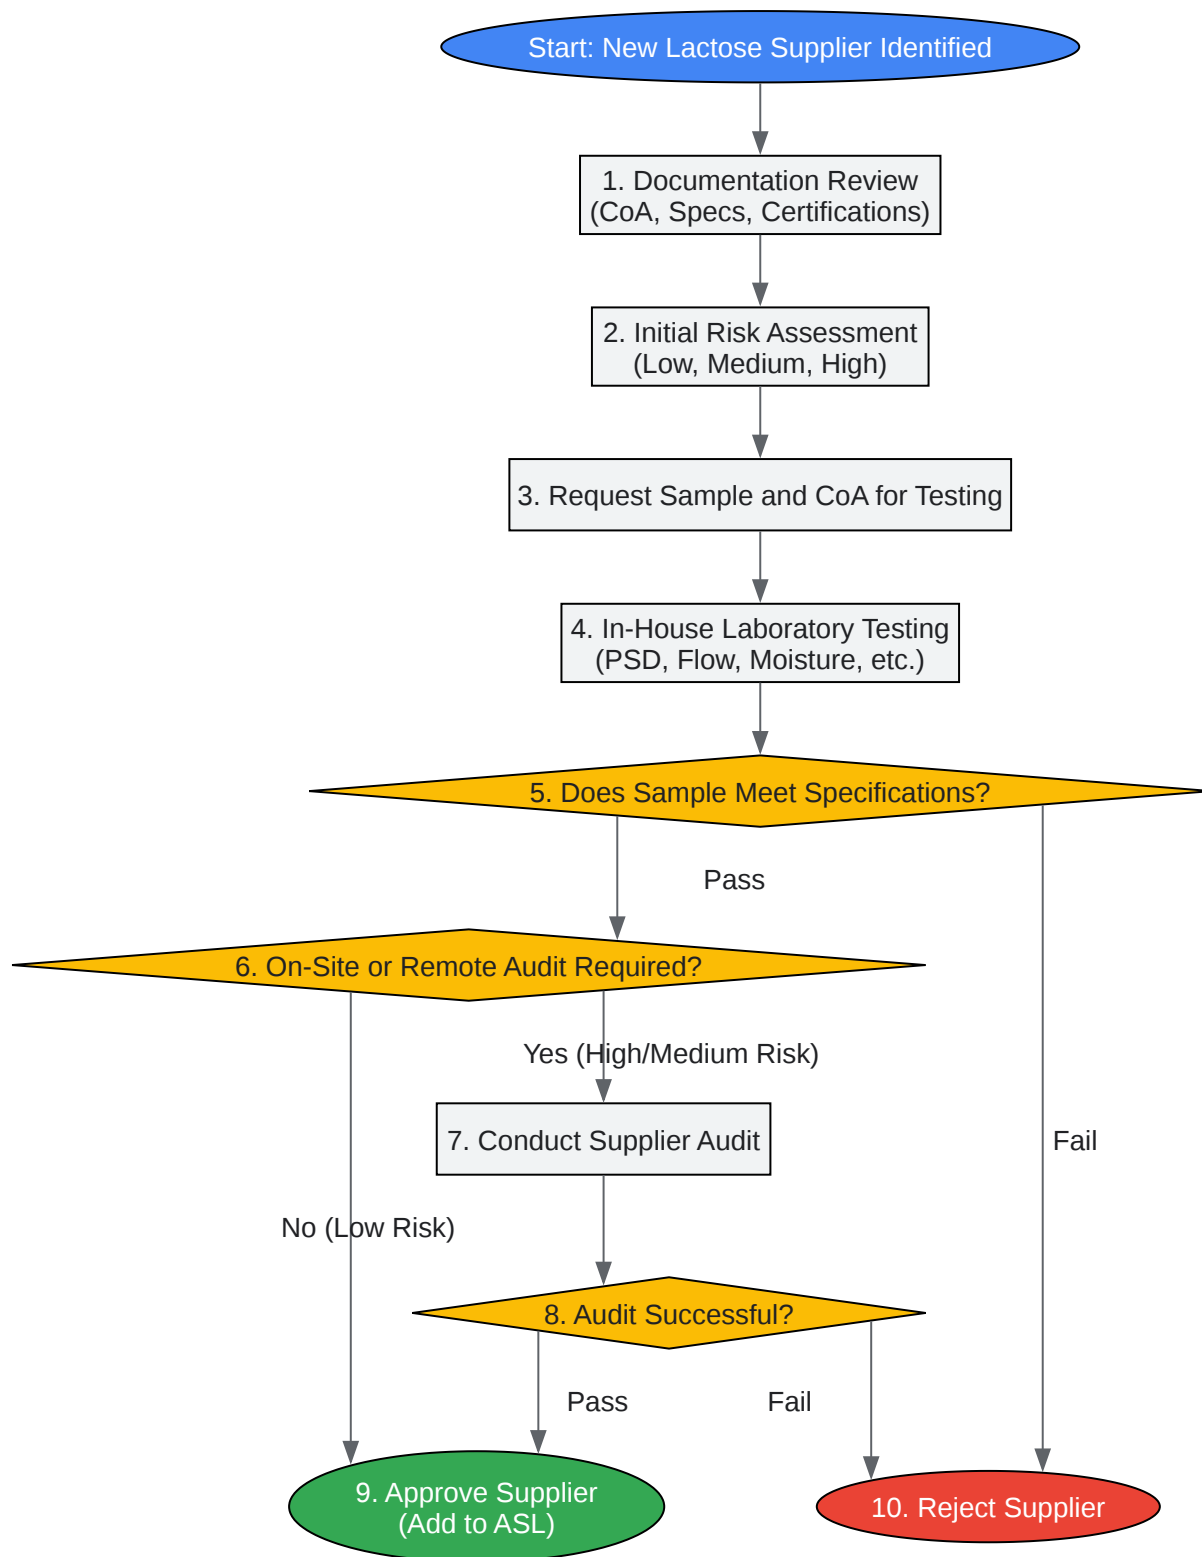 Start: New Lactose Supplier Identified
1. Documentation Review
(CoA, Specs, Certifications)
2. Initial Risk Assessment
(Low, Medium, High)
3. Request Sample and CoA for Testing
4. In-House Laboratory Testing
(PSD, Flow, Moisture, etc.)
5. Does Sample Meet Specifications?
Pass
6. On-Site or Remote Audit Required?
Yes (High/Medium Risk)
7. Conduct Supplier Audit
Fail
No (Low Risk)
8. Audit Successful?
Pass
Fail
9. Approve Supplier
(Add to ASL)
10. Reject Supplier